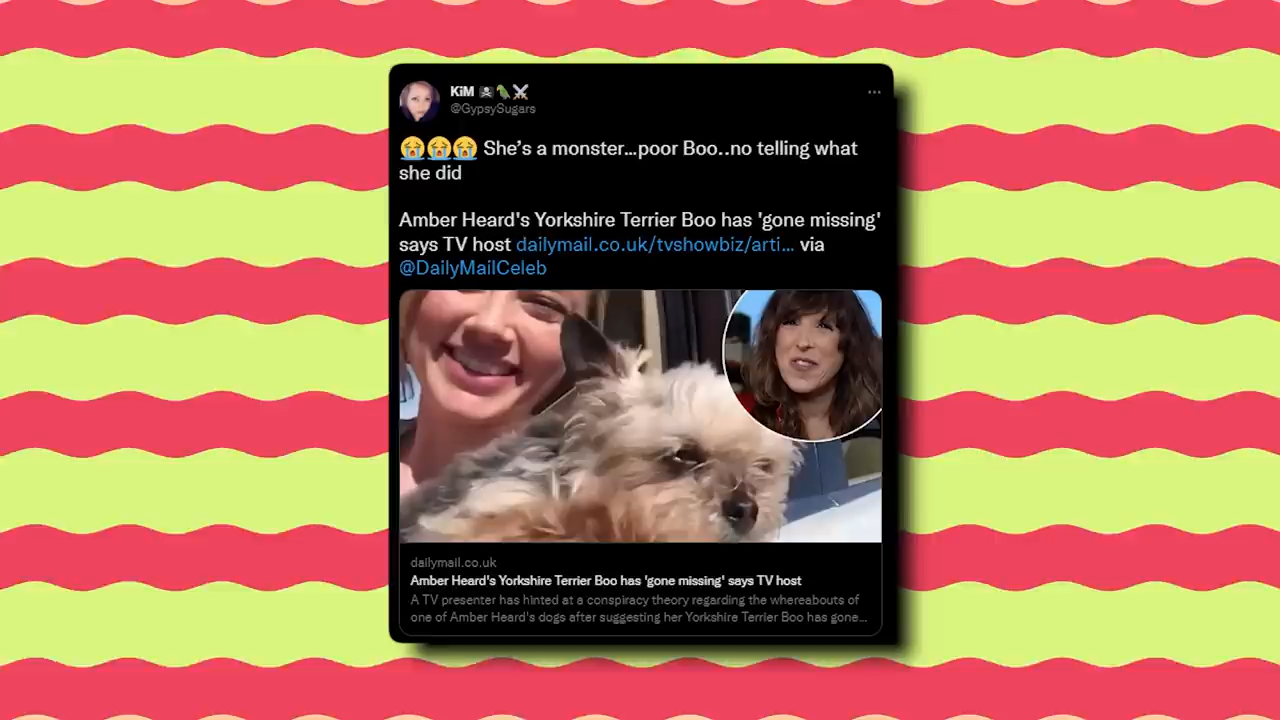 KiM ☠️🦜⚔️
@GypsySugars
😭😭😭 She's a monster...poor Boo..no telling what
she did
Amber Heard's Yorkshire Terrier Boo has 'gone missing'
says TV host dailymail.co.uk/tvshowbiz/arti... via
@DailyMailCeleb
dailymail.co.uk
Amber Heard's Yorkshire Terrier Boo has 'gone missing' says TV host
A TV presenter has hinted at a conspiracy theory regarding the whereabouts of
one of Amber Heard's dogs after suggesting her Yorkshire Terrier Boo has gone...